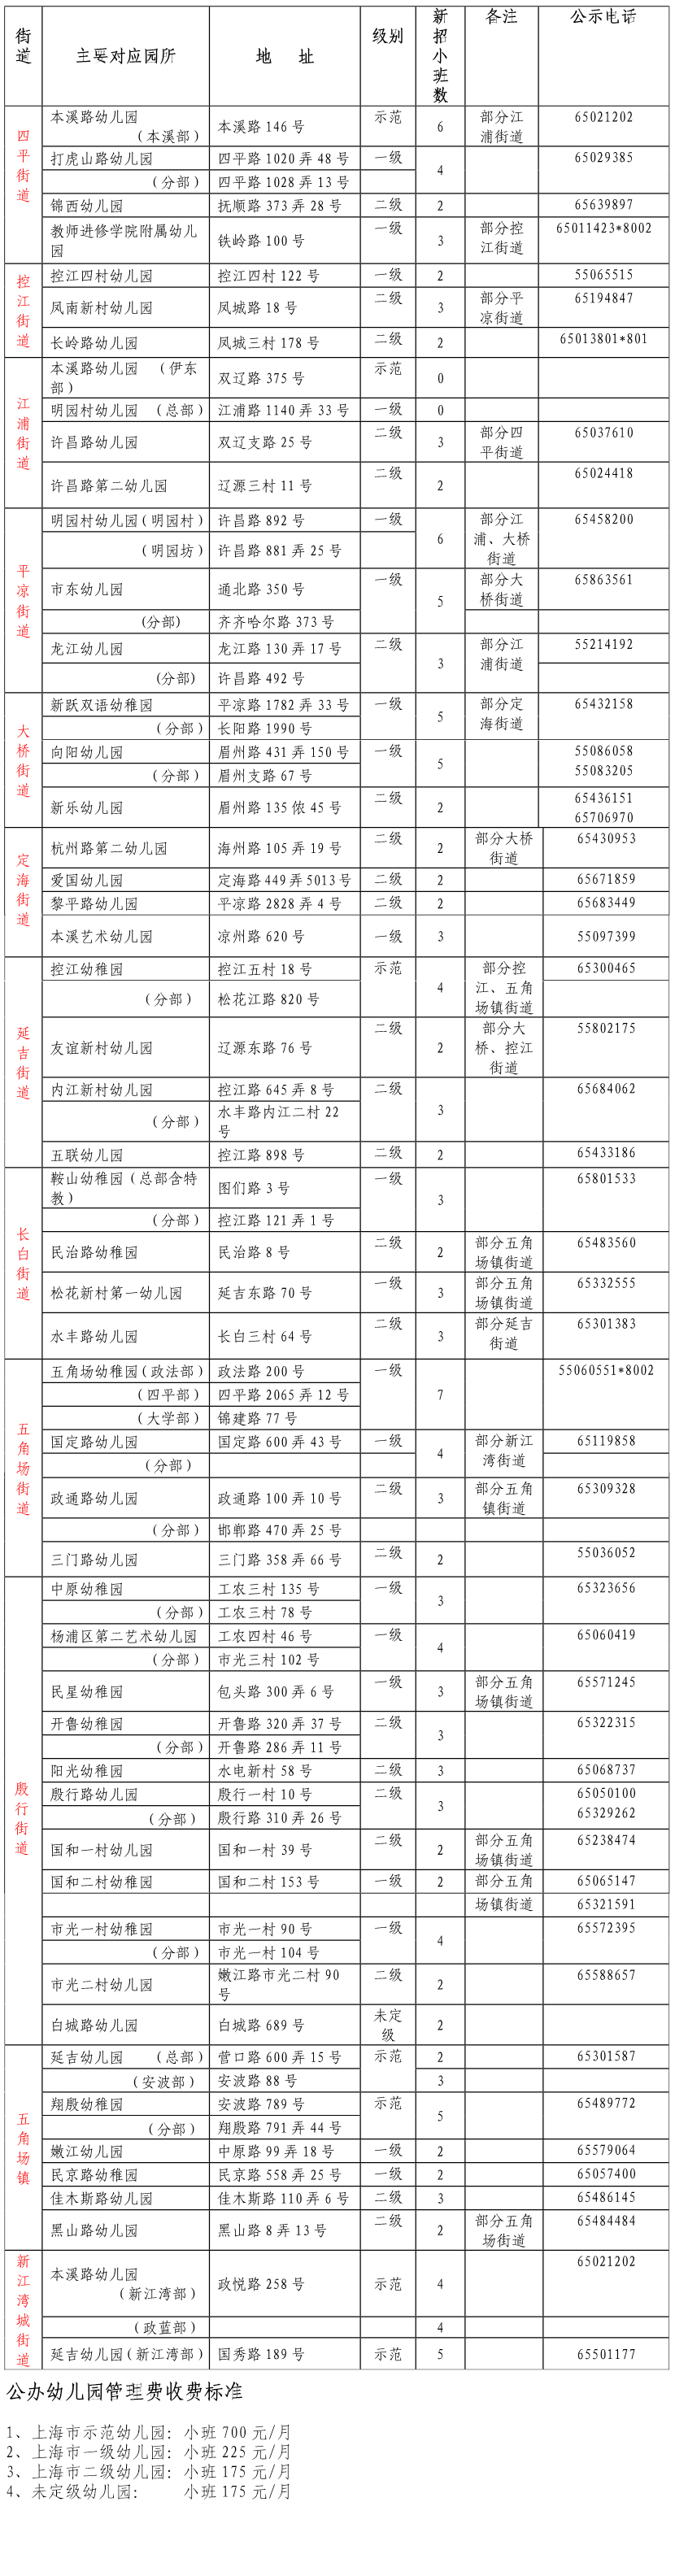 街道 主要对应园所 地 址 级别 新招小班数 备注 公示电话
四平街道
本溪路幼儿园
(本溪部) 本溪路 146 号 示范 6 部分江浦街道 65021202
打虎山路幼儿园 四平路 1020 弄 48 号 一级 4 65029385
(分部) 四平路 1028 弄 13 号
锦西幼儿园 抚顺路 373 弄 28 号 二级 2 65639897
教师进修学院附属幼儿园 铁岭路 100 号 一级 3 部分控江街道 65011423*8002
控江街道
控江四村幼儿园 控江四村 122 号 一级 2 55065515
凤南新村幼儿园 凤城路 18 号 二级 3 部分平凉街道 65194847
长岭路幼儿园 凤城三村 178 号 二级 2 65013801*801
江浦街道
本溪路幼儿园 (伊东部) 双辽路 375 号 示范 0
明园村幼儿园 (总部) 江浦路 1140 弄 33 号 一级 0
许昌路幼儿园 双辽支路 25 号 二级 3 部分四平街道 65037610
许昌路第二幼儿园 辽源三村 11 号 二级 2 65024418
平凉街道
明园村幼儿园(明园村) 许昌路 892 号 一级 6 部分江浦、大桥街道 65458200
(明园坊) 许昌路 881 弄 25 号
市东幼儿园 通北路 350 号 一级 5 部分大桥街道 65863561
(分部) 齐齐哈尔路 373 号
龙江幼儿园 龙江路 130 弄 17 号 二级 3 部分江浦街道 55214192
(分部) 许昌路 492 号
大桥街道
新跃双语幼稚园 平凉路 1782 弄 33 号 一级 5 部分定海街道 65432158
(分部) 长阳路 1990 号
向阳幼儿园 眉州路 431 弄 150 号 一级 5 55086058
(分部) 眉州支路 67 号 55083205
新乐幼儿园 眉州路 135 侬 45 号 二级 2 65436151
65706970
定海街道
杭州路第二幼儿园 海州路 105 弄 19 号 二级 2 部分大桥街道 65430953
爱国幼儿园 定海路 449 弄 5013 号 二级 2 65671859
黎平路幼儿园 平凉路 2828 弄 4 号 二级 2 65683449
本溪艺术幼儿园 凉州路 620 号 一级 3 55097399
延吉街道
控江幼稚园 控江五村 18 号 示范 4 部分控江、五角场镇街道 65300465
(分部) 松花江路 820 号
友谊新村幼儿园 辽源东路 76 号 二级 2 部分大桥、控江街道 55802175
内江新村幼儿园 控江路 645 弄 8 号 二级 3 65684062
(分部) 水丰路内江二村 22 号
五联幼儿园 控江路 898 号 二级 2 65433186
长白街道
鞍山幼稚园(总部含特教) 图们路 3 号 一级 3 65801533
(分部) 控江路 121 弄 1 号
民治路幼稚园 民治路 8 号 二级 2 部分五角场镇街道 65483560
松花新村第一幼儿园 延吉东路 70 号 一级 3 部分五角场镇街道 65332555
水丰路幼儿园 长白三村 64 号 二级 3 部分延吉街道 65301383
五角场街道
五角场幼稚园(政法部) 政法路 200 号 一级 7 55060551*8002
(四平部) 四平路 2065 弄 12 号
(大学部) 锦建路 77 号
国定路幼儿园 国定路 600 弄 43 号 一级 4 部分新江湾街道 65119858
(分部)
政通路幼儿园 政通路 100 弄 10 号 二级 3 部分五角镇街道 65309328
(分部) 邯郸路 470 弄 25 号
三门路幼儿园 三门路 358 弄 66 号 二级 2 55036052
殷行街道
中原幼稚园 工农三村 135 号 一级 3 65323656
(分部) 工农三村 78 号
杨浦区第二艺术幼儿园 工农四村 46 号 一级 4 65060419
(分部) 市光三村 102 号
民星幼稚园 包头路 300 弄 6 号 一级 3 部分五角场镇街道 65571245
开鲁幼稚园 开鲁路 320 弄 37 号 二级 3 65322315
(分部) 开鲁路 286 弄 11 号
阳光幼稚园 水电新村 58 号 二级 3 65068737
殷行路幼儿园 殷行一村 10 号 二级 3 65050100
(分部) 殷行路 310 弄 26 号 65329262
国和一村幼儿园 国和一村 39 号 二级 2 部分五角场镇街道 65238474
国和二村幼稚园 国和二村 153 号 一级 2 部分五角 65065147
场镇街道 65321591
市光一村幼稚园 市光一村 90 号 一级 4 65572395
(分部) 市光一村 104 号
市光二村幼儿园 嫩江路市光二村 90 号 二级 2 65588657
白城路幼儿园 白城路 689 号 未定级 2
五角场镇
延吉幼儿园 (总部) 营口路 600 弄 15 号 示范 2 65301587
(安波部) 安波路 88 号 3
翔殷幼稚园 安波路 789 号 示范 5 65489772
(分部) 翔殷路 791 弄 44 号
嫩江幼儿园 中原路 99 弄 18 号 一级 2 65579064
民京路幼稚园 民京路 558 弄 25 号 一级 2 65057400
佳木斯路幼儿园 佳木斯路 110 弄 6 号 二级 3 65486145
黑山路幼儿园 黑山路 8 弄 13 号 二级 2 部分五角场街道 65484484
新江湾城街道
本溪路幼儿园
(新江湾部) 政悦路 258 号 示范 4 65021202
(政蓝部) 4
延吉幼儿园(新江湾部) 国秀路 189 号 示范 5 65501177
公办幼儿园管理费收费标准
1、上海市示范幼儿园: 小班 700 元/月
2、上海市一级幼儿园: 小班 225 元/月
3、上海市二级幼儿园: 小班 175 元/月
4、未定级幼儿园: 小班 175 元/月